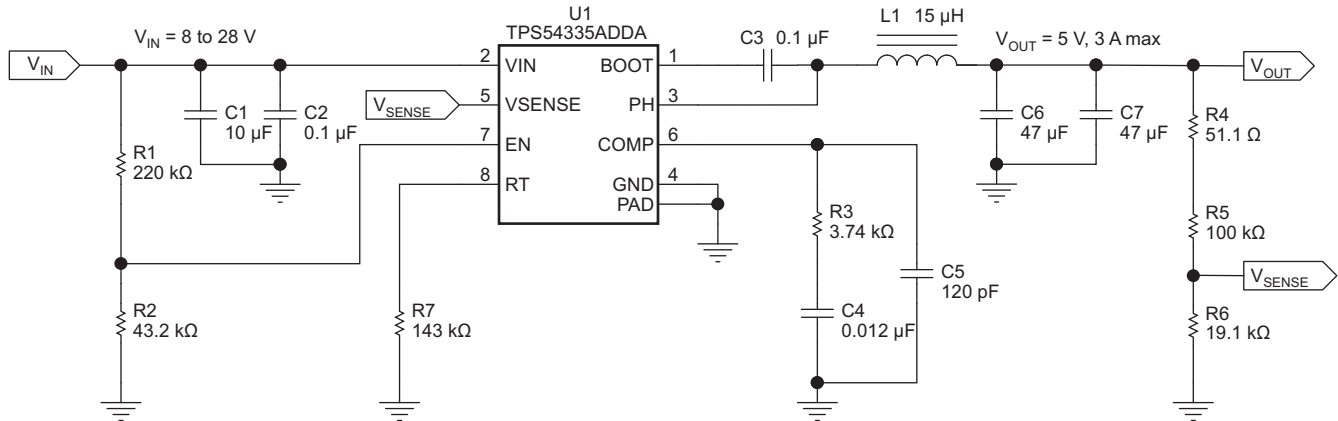 U1
TPS54335ADDA
L1 15 µH
C3 0.1 µF
V_IN = 8 to 28 V
V_OUT = 5 V, 3 A max
V_IN
2 VIN
BOOT 1
V_OUT
V_SENSE
5 VSENSE
PH 3
C1
10 µF
C2
0.1 µF
C6
47 µF
C7
47 µF
R4
51.1 Ω
7 EN
COMP 6
R1
220 kΩ
8 RT
GND 4
PAD
R3
3.74 kΩ
R5
100 kΩ
C5
120 pF
V_SENSE
R2
43.2 kΩ
R7
143 kΩ
C4
0.012 µF
R6
19.1 kΩ